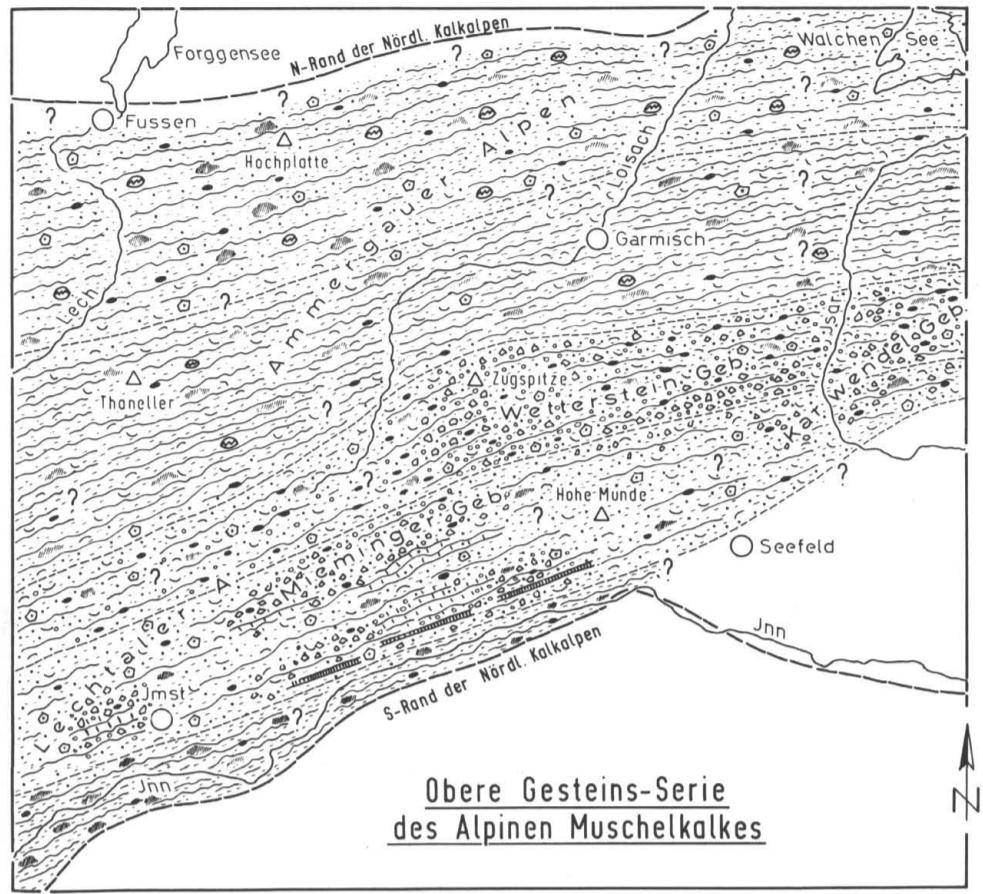 Forggensee
N-Rand der Nördl. Kalkalpen
?
?
Walchen See
?
?
Fussen
?
Hochplatte
Ammergauer Alpen
Loisach
?
?
Garmisch
?
Lech
?
Jsar
Karwendel Geb.
Zugspitze
Wetterstein Geb.
Thaneller
?
?
?
?
?
Hohe Munde
?
Mieminger Geb.
Seefeld
?
?
Lechtaler A.
Jnn
S-Rand der Nördl. Kalkalpen
Jmst
?
Jnn
Obere Gesteins-Serie
des Alpinen Muschelkalkes
N